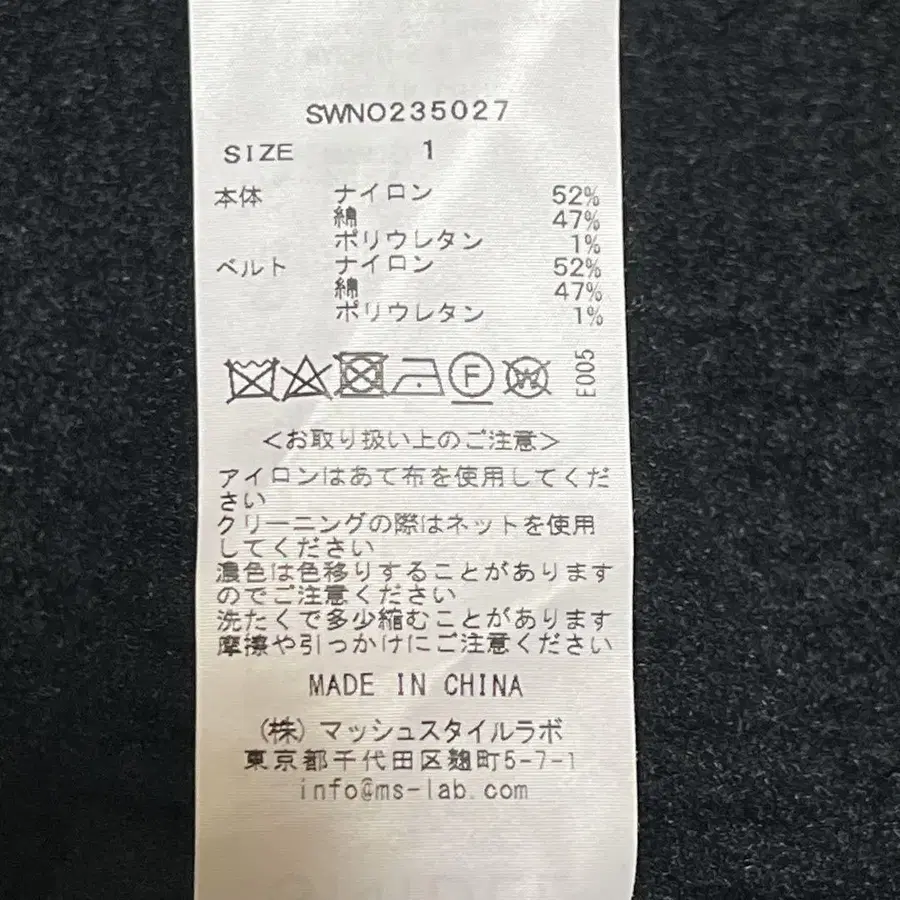 SWNO235027
SIZE 1
本体 ナイロン 52%
綿 47%
ポリウレタン 1%
ベルト ナイロン 52%
綿 47%
ポリウレタン 1%
F W E005
<お取り扱い上のご注意>
アイロンはあて布を使用してくだ
さい
クリーニングの際はネットを使用
してください
濃色は色移りすることがあります
のでご注意ください
洗たくで多少縮むことがあります
摩擦や引っかけにご注意ください
MADE IN CHINA
(株)マッシュスタイルラボ
東京都千代田区麹町5-7-1
info@ms-lab.com